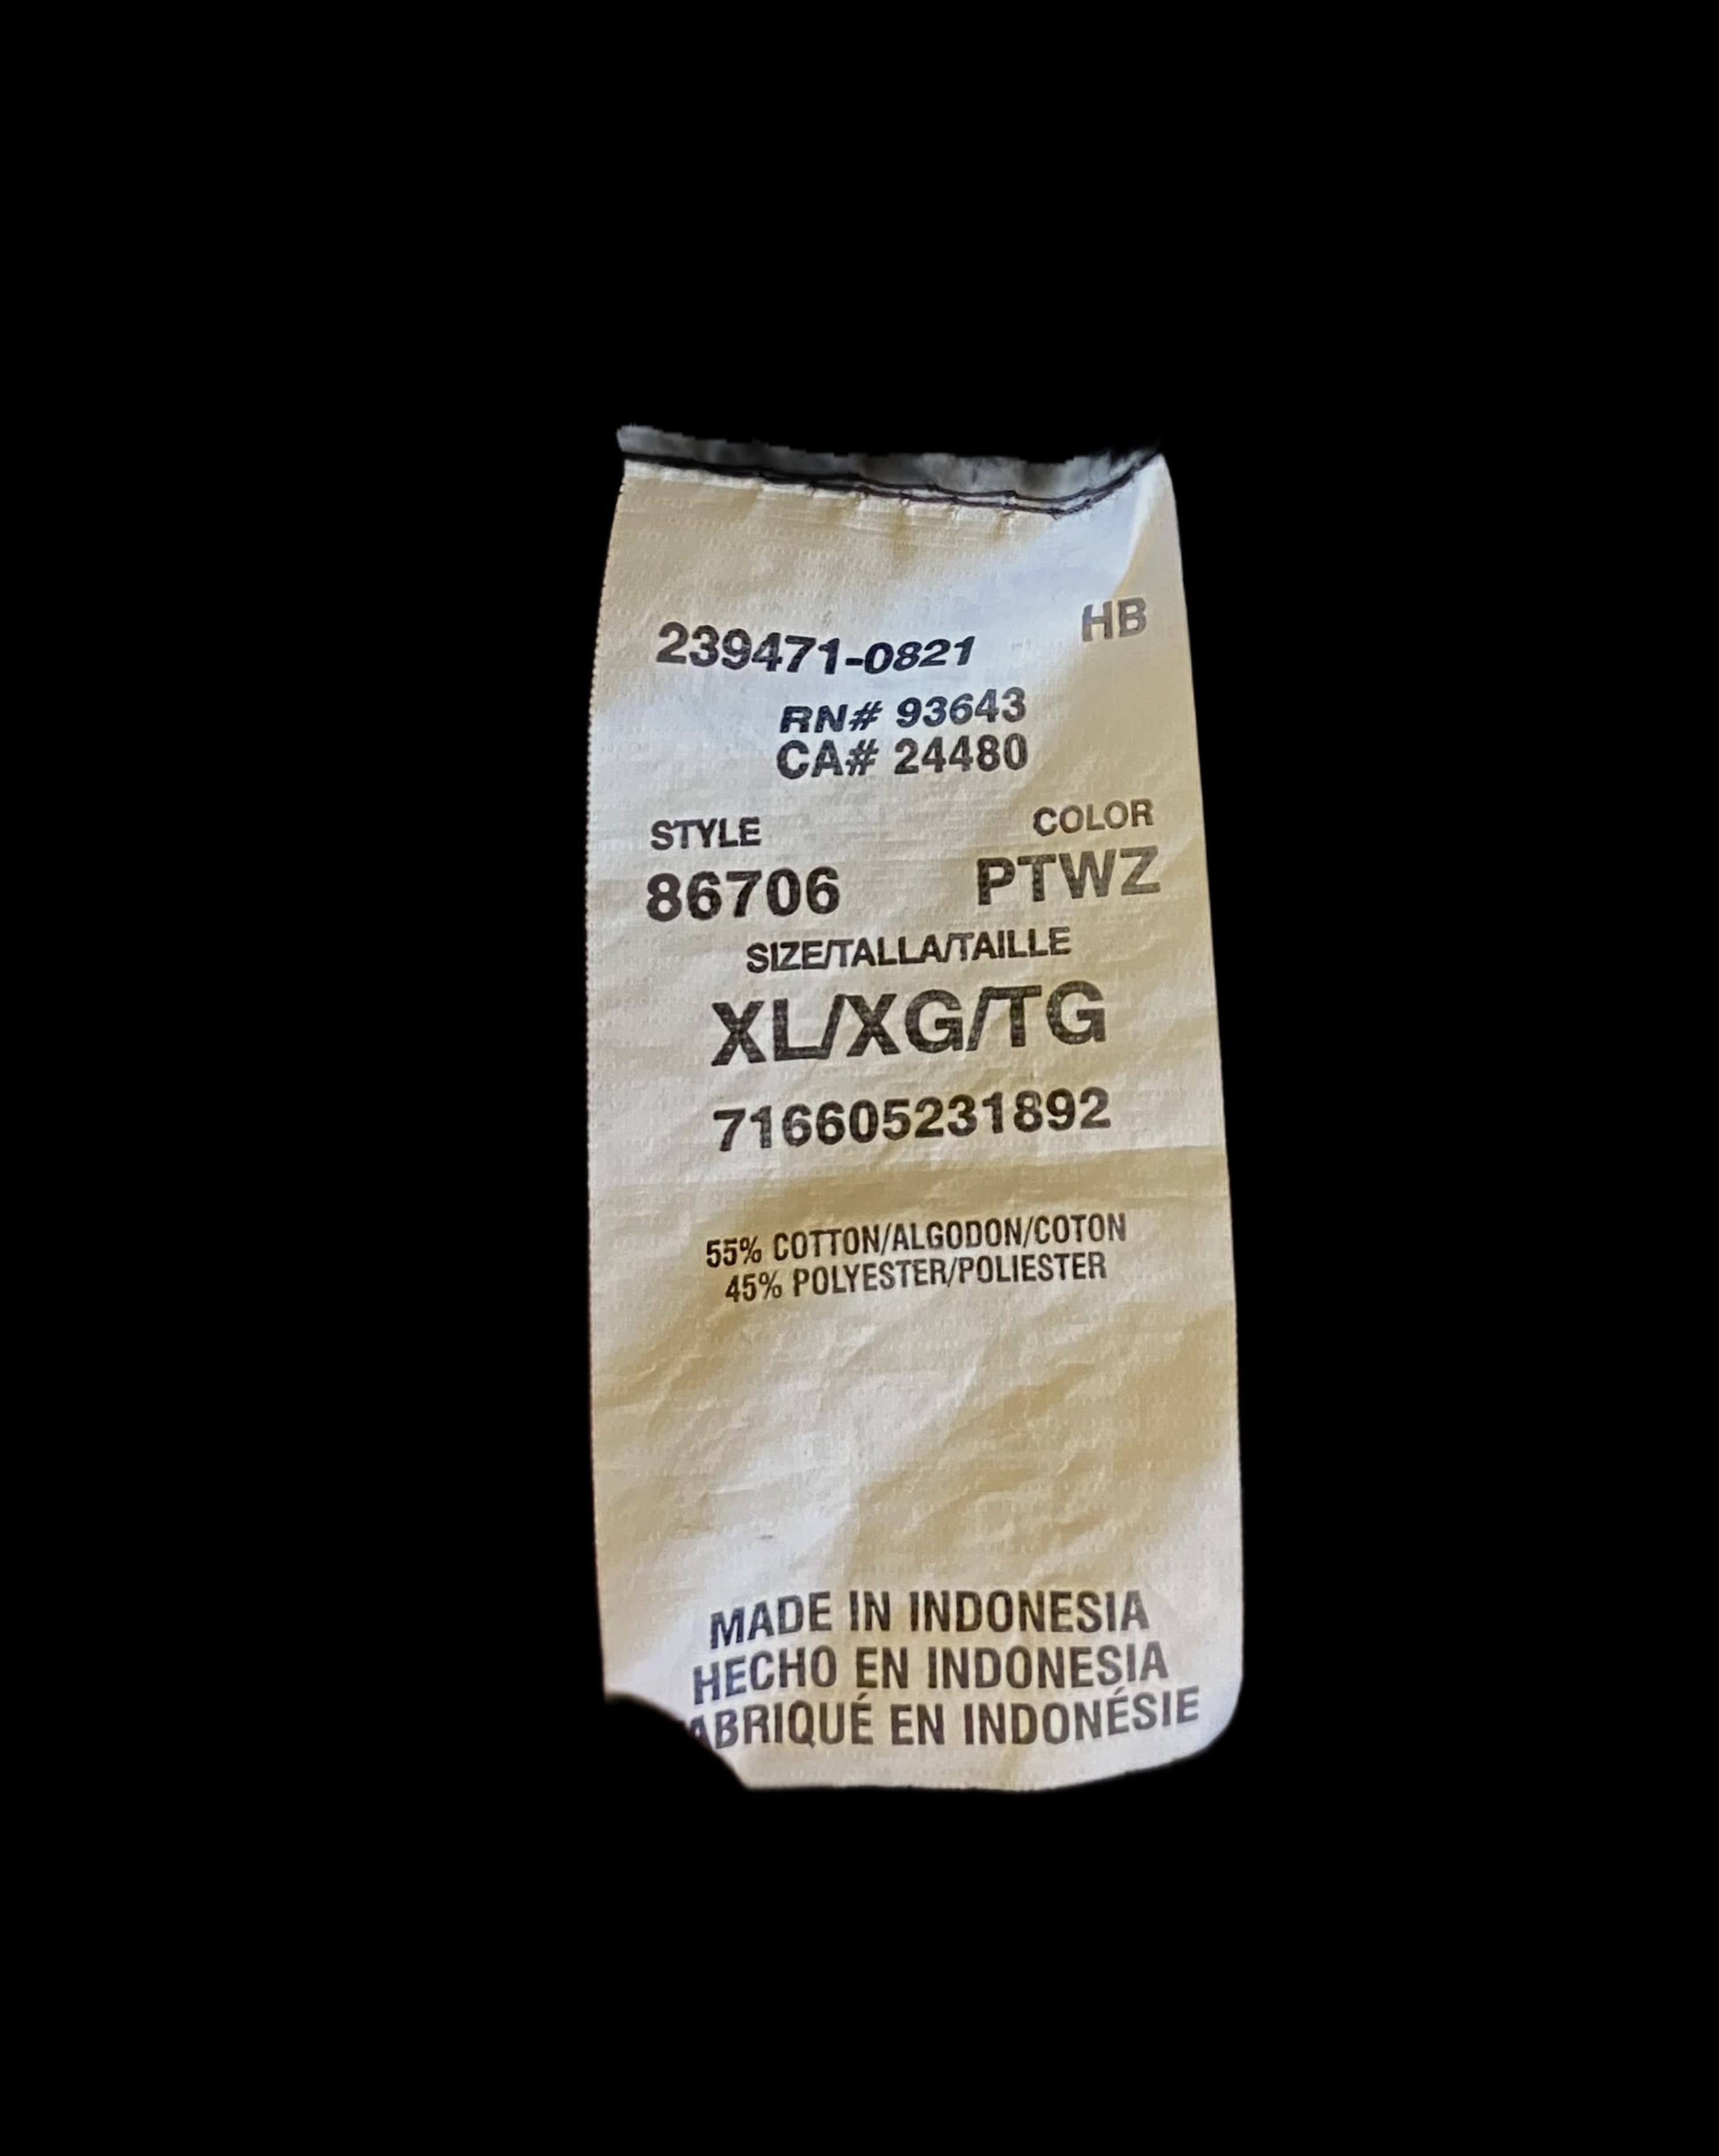 239471-0821 HB
RN# 93643
CA# 24480
STYLE COLOR
86706 PTWZ
SIZE/TALLA/TAILLE
XL/XG/TG
716605231892
55% COTTON/ALGODON/COTON
45% POLYESTER/POLIESTER
MADE IN INDONESIA
HECHO EN INDONESIA
ABRIQUÉ EN INDONÉSIE